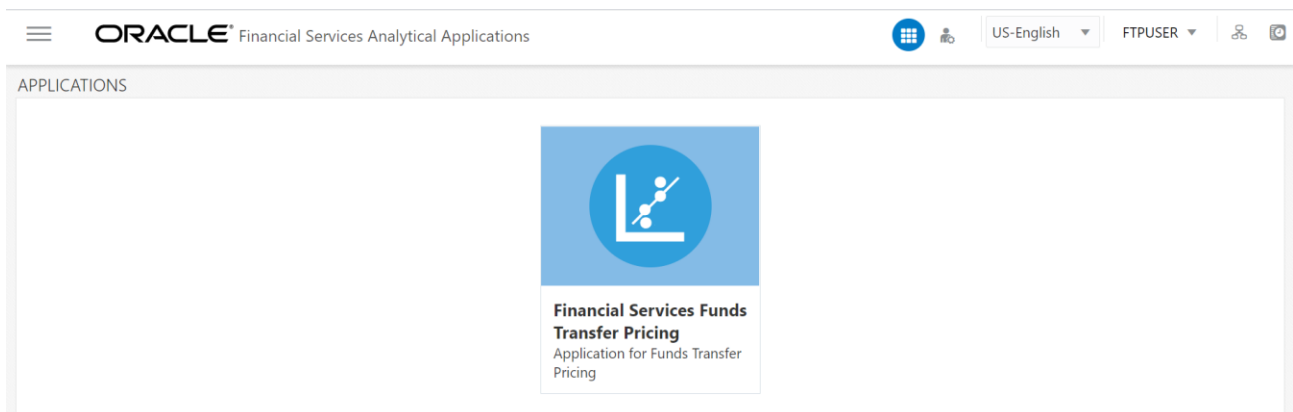 ORACLE® Financial Services Analytical Applications US-English FTPUSER
APPLICATIONS
Financial Services Funds
Transfer Pricing
Application for Funds Transfer
Pricing